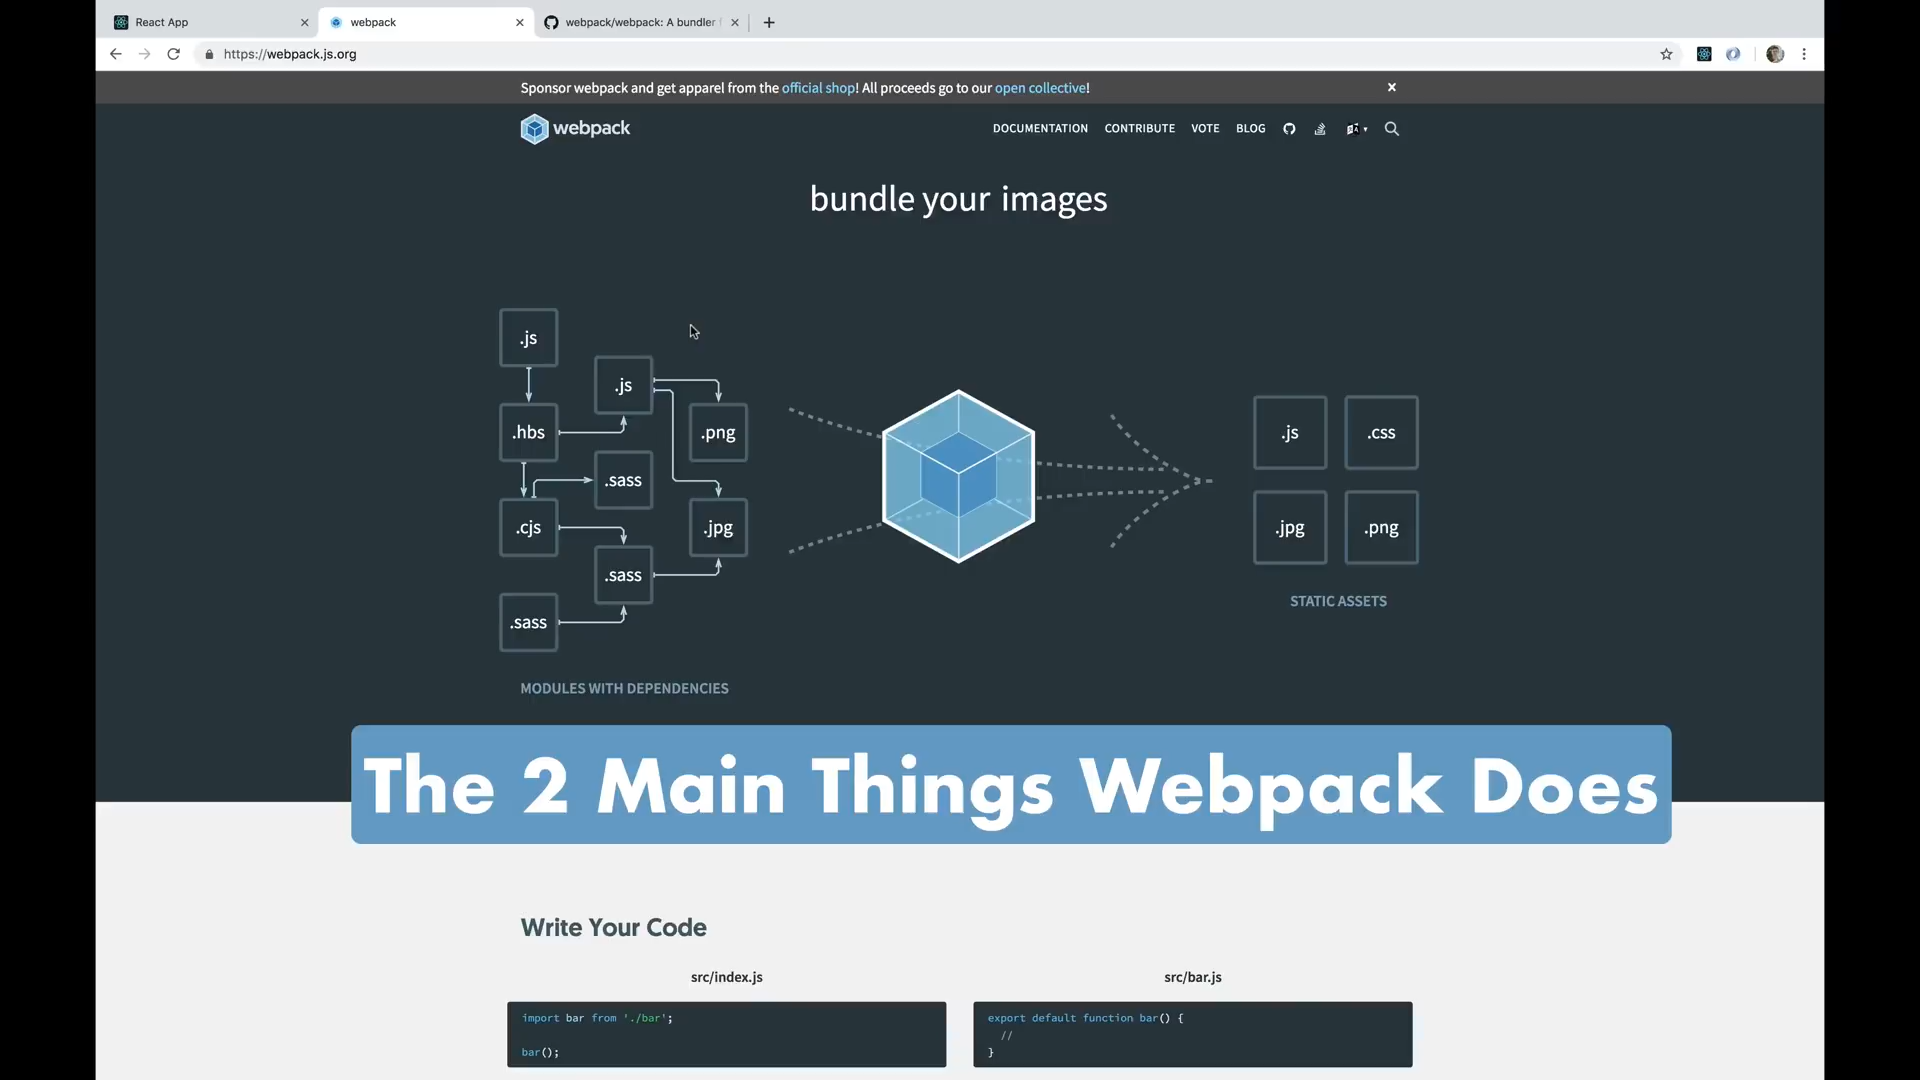 React App
webpack
webpack/webpack: A bundler
https://webpack.js.org
Sponsor webpack and get apparel from the official shop! All proceeds go to our open collective!
webpack
DOCUMENTATION CONTRIBUTE VOTE BLOG
bundle your images
.js
.js
.hbs
.png
.sass
.cjs
.jpg
.sass
.sass
MODULES WITH DEPENDENCIES
.js .css
.jpg .png
STATIC ASSETS
The 2 Main Things Webpack Does
Write Your Code
src/index.js
import bar from './bar';
bar();
src/bar.js
export default function bar() {
//
}